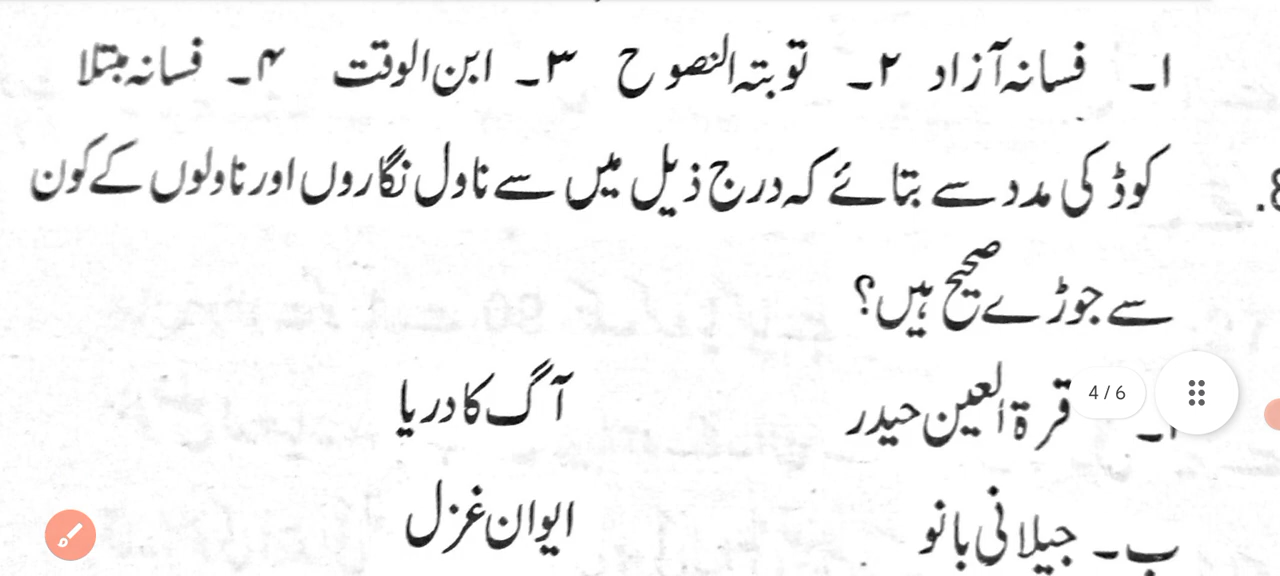 ۱۔ فسانہ آزاد ۲۔ توبتہ النصوح ۳۔ ابن الوقت ۴۔ فسانہ مبتلا
کوڈ کی مدد سے بتائے کہ درج ذیل میں سے ناول نگاروں اور ناولوں کے کون
سے جوڑے صحیح ہیں؟
قرۃ العین حیدر آگ کا دریا
4 / 6
ب۔ جیلانی بانو ایوان غزل